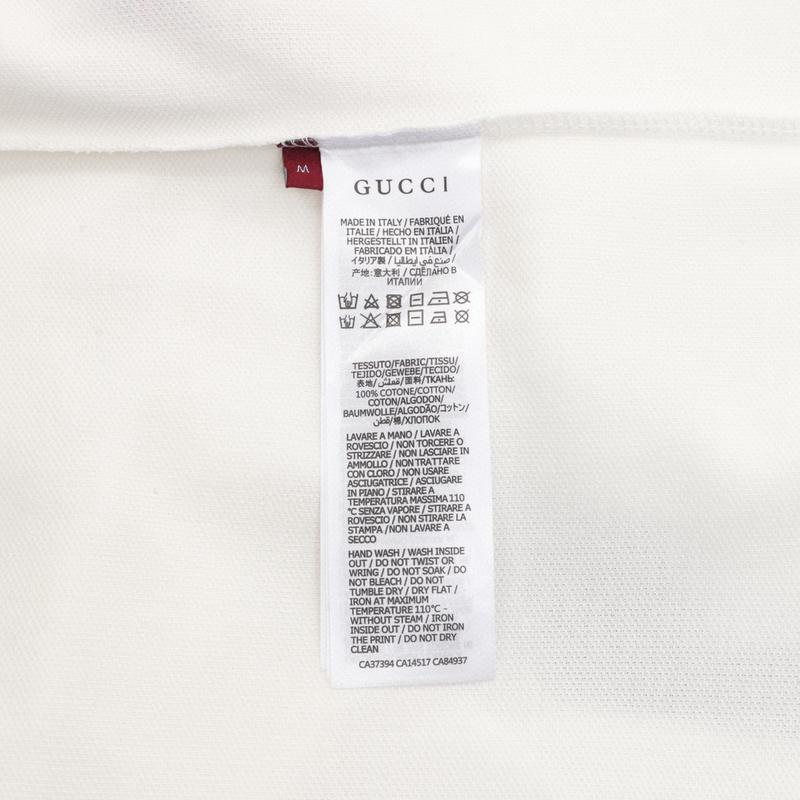 M
GUCCI
MADE IN ITALY / FABRIQUÉ EN
ITALIE / HECHO EN ITALIA /
HERGESTELLT IN ITALIEN /
FABRICADO EM ITÀLIA /
イタリア製 / صنع في إيطاليا /
产地：意大利 / СДЕЛАНО В
ИТАЛИИ
TESSUTO/FABRIC/TISSU/
TEJIDO/GEWEBE/TECIDO/
表地/قماش/面料/ТКАНЬ:
100% COTONE/COTTON/
COTON/ALGODON/
BAUMWOLLE/ALGODÃO/コットン/
قطن/棉/ХЛОПОК
LAVARE A MANO / LAVARE A
ROVESCIO / NON TORCERE O
STRIZZARE / NON LASCIARE IN
AMMOLLO / NON TRATTARE
CON CLORO / NON USARE
ASCIUGATRICE / ASCIUGARE
IN PIANO / STIRARE A
TEMPERATURA MASSIMA 110
°C SENZA VAPORE / STIRARE A
ROVESCIO / NON STIRARE LA
STAMPA /NON LAVARE A
SECCO
HAND WASH / WASH INSIDE
OUT / DO NOT TWIST OR
WRING / DO NOT SOAK / DO
NOT BLEACH / DO NOT
TUMBLE DRY / DRY FLAT /
IRON AT MAXIMUM
TEMPERATURE 110°C -
WITHOUT STEAM / IRON
INSIDE OUT / DO NOT IRON
THE PRINT / DO NOT DRY
CLEAN
CA37394 CA14517 CA84937